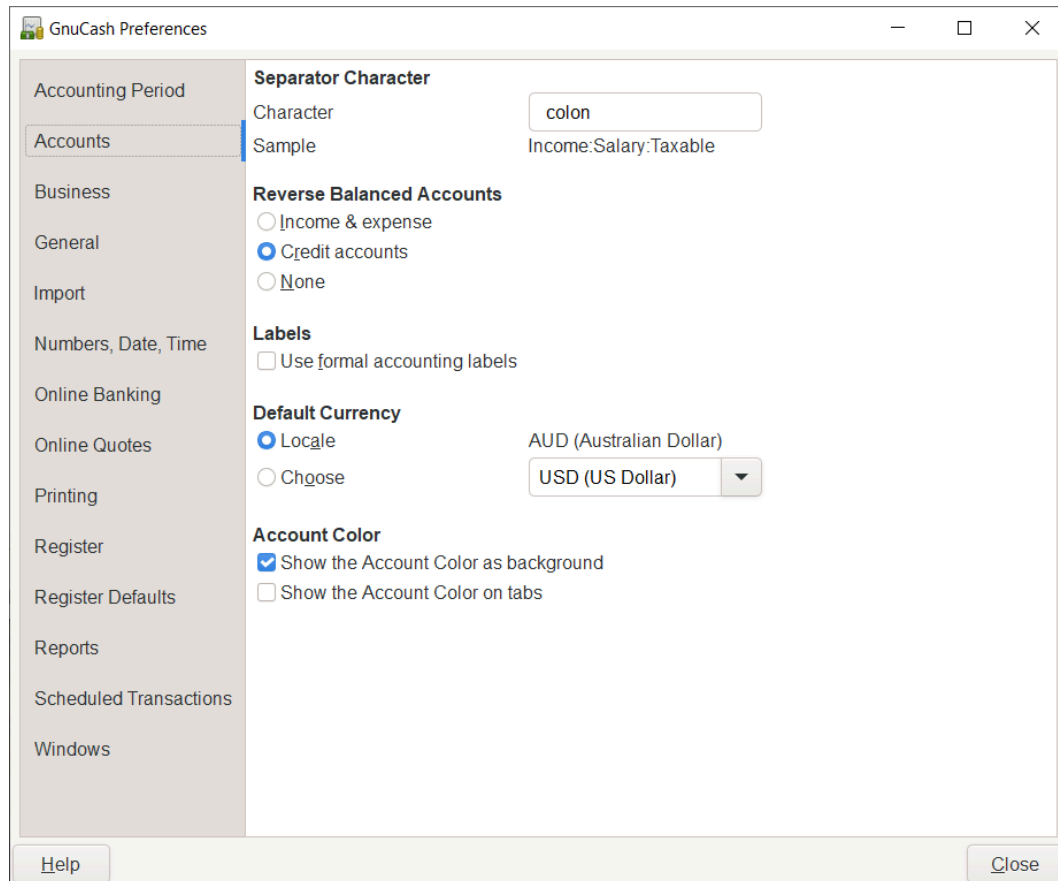 GnuCash Preferences
Accounting Period
Accounts
Business
General
Import
Numbers, Date, Time
Online Banking
Online Quotes
Printing
Register
Register Defaults
Reports
Scheduled Transactions
Windows
Separator Character
Character colon
Sample Income:Salary:Taxable
Reverse Balanced Accounts
Income & expense
Credit accounts
None
Labels
Use formal accounting labels
Default Currency
Locale AUD (Australian Dollar)
Choose USD (US Dollar)
Account Color
Show the Account Color as background
Show the Account Color on tabs
Help Close